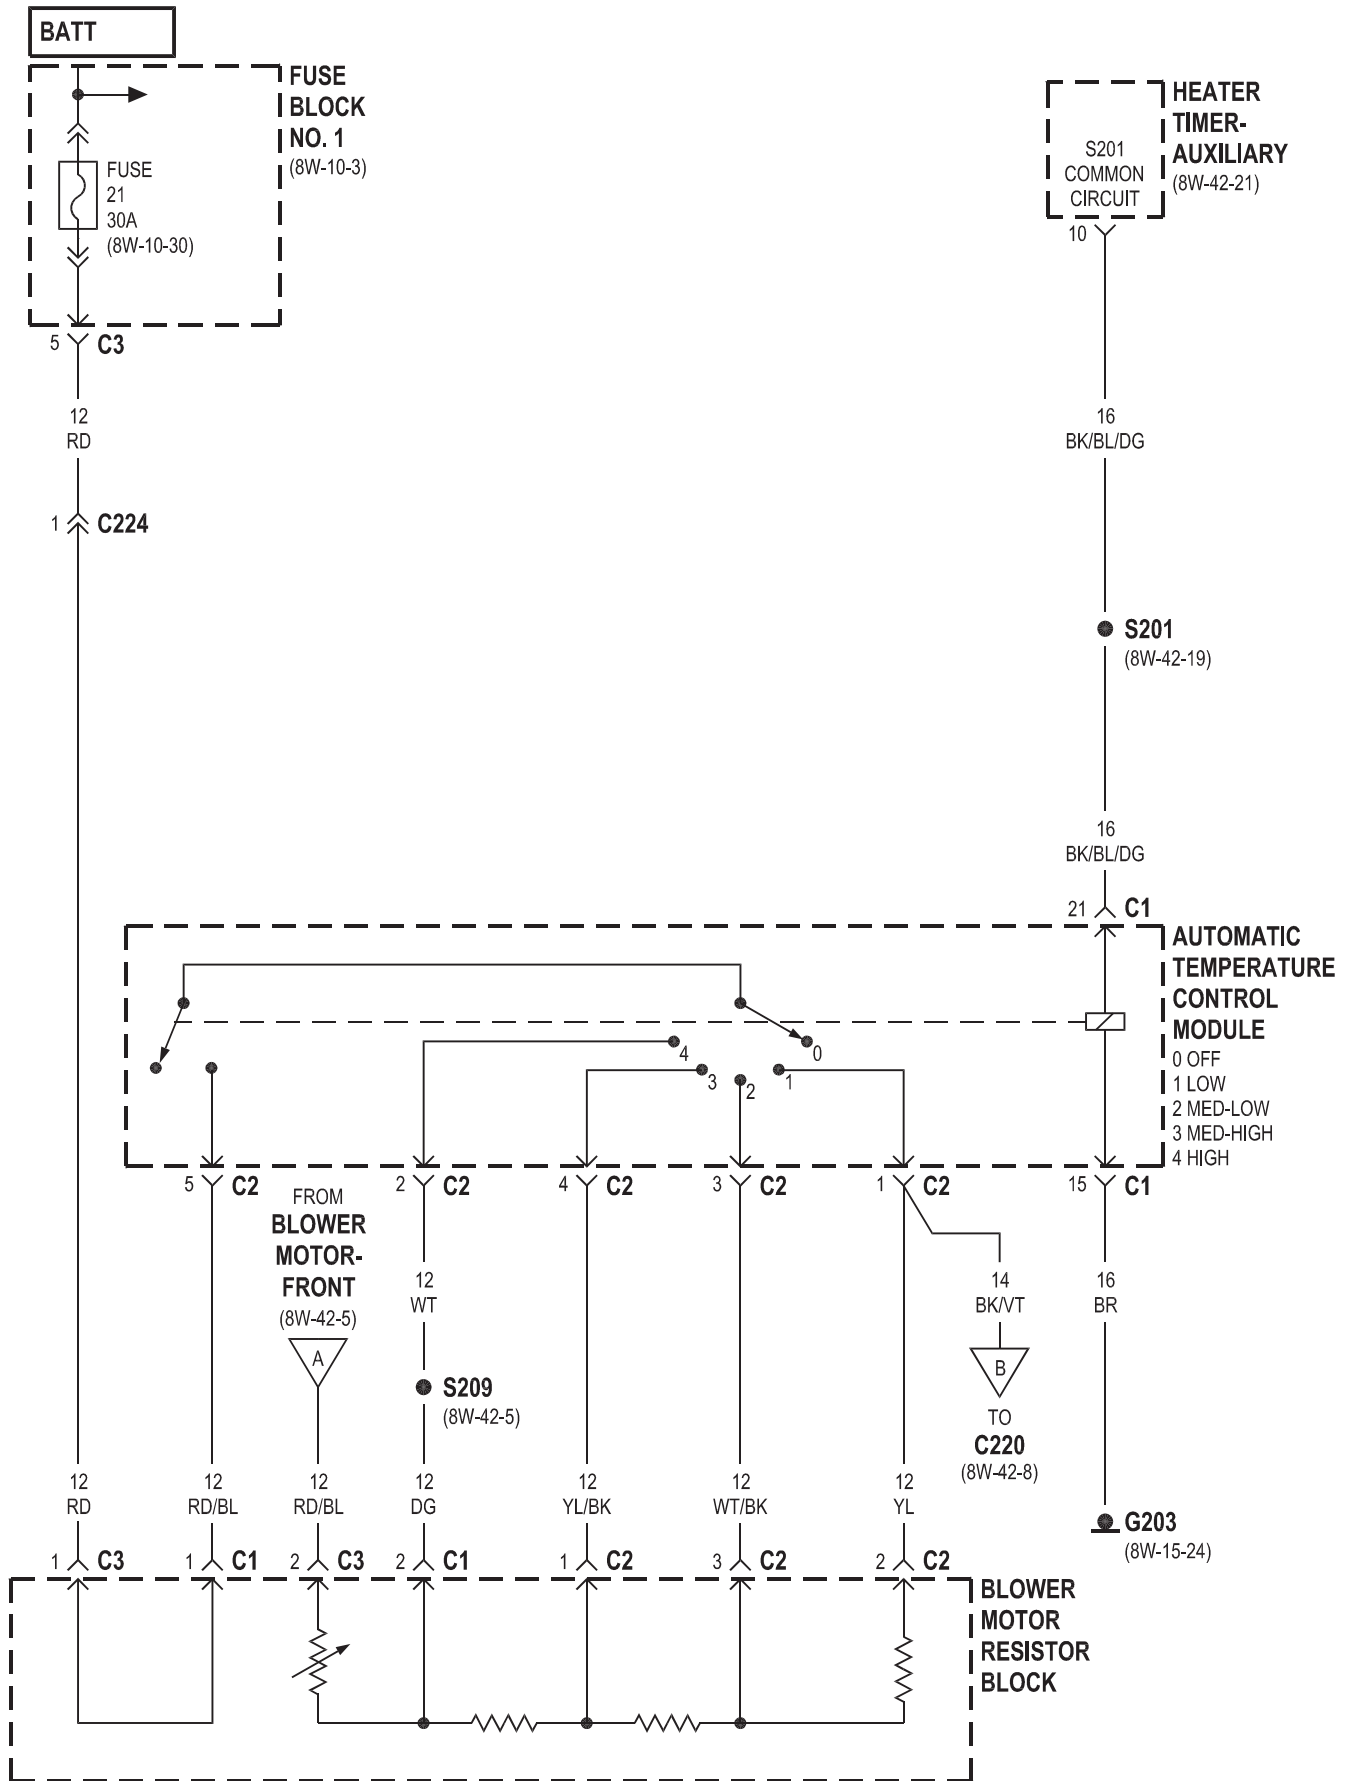 BATT
FUSE
BLOCK
NO. 1
(8W-10-3)
FUSE
21
30A
(8W-10-30)
5
C3
12
RD
1
C224
HEATER
TIMER-
AUXILIARY
(8W-42-21)
S201
COMMON
CIRCUIT
10
16
BK/BL/DG
S201
(8W-42-19)
16
BK/BL/DG
21
C1
AUTOMATIC
TEMPERATURE
CONTROL
MODULE
0 OFF
1 LOW
2 MED-LOW
3 MED-HIGH
4 HIGH
4
3
2
1
0
5 C2
2 C2
4 C2
3 C2
1 C2
15 C1
FROM
BLOWER
MOTOR-
FRONT
(8W-42-5)
A
12
WT
S209
(8W-42-5)
14
BK/VT
B
TO
C220
(8W-42-8)
16
BR
G203
(8W-15-24)
12
RD
12
RD/BL
12
RD/BL
12
DG
12
YL/BK
12
WT/BK
12
YL
1 C3
1 C1
2 C3
2 C1
1 C2
3 C2
2 C2
BLOWER
MOTOR
RESISTOR
BLOCK